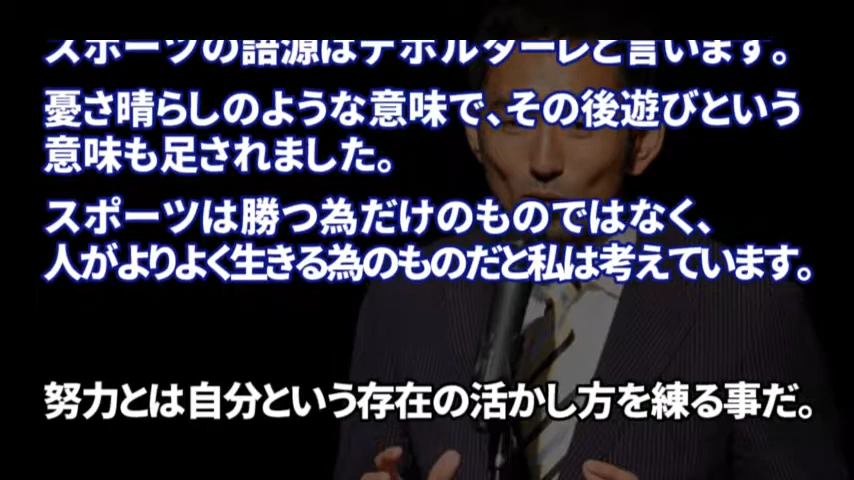 スポーツの語源はデポルターレと言います。
憂さ晴らしのような意味で、その後遊びという
意味も足されました。
スポーツは勝つ為だけのものではなく、
人がよりよく生きる為のものだと私は考えています。
努力とは自分という存在の活かし方を練る事だ。